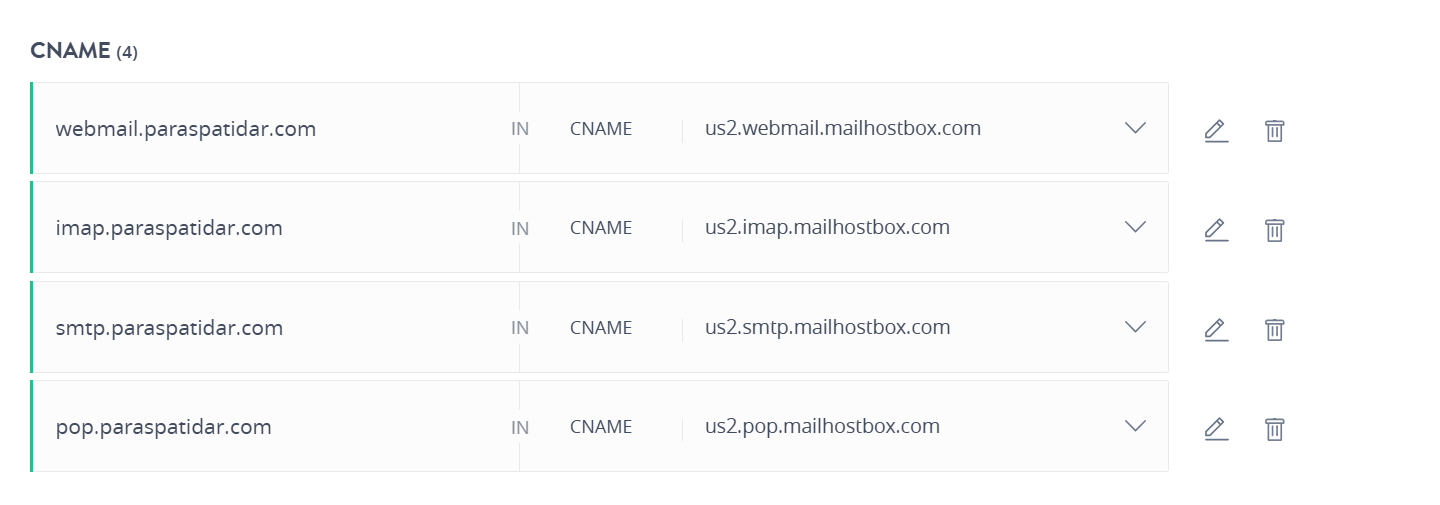 CNAME (4)
webmail.paraspatidar.com IN CNAME us2.webmail.mailhostbox.com
imap.paraspatidar.com IN CNAME us2.imap.mailhostbox.com
smtp.paraspatidar.com IN CNAME us2.smtp.mailhostbox.com
pop.paraspatidar.com IN CNAME us2.pop.mailhostbox.com